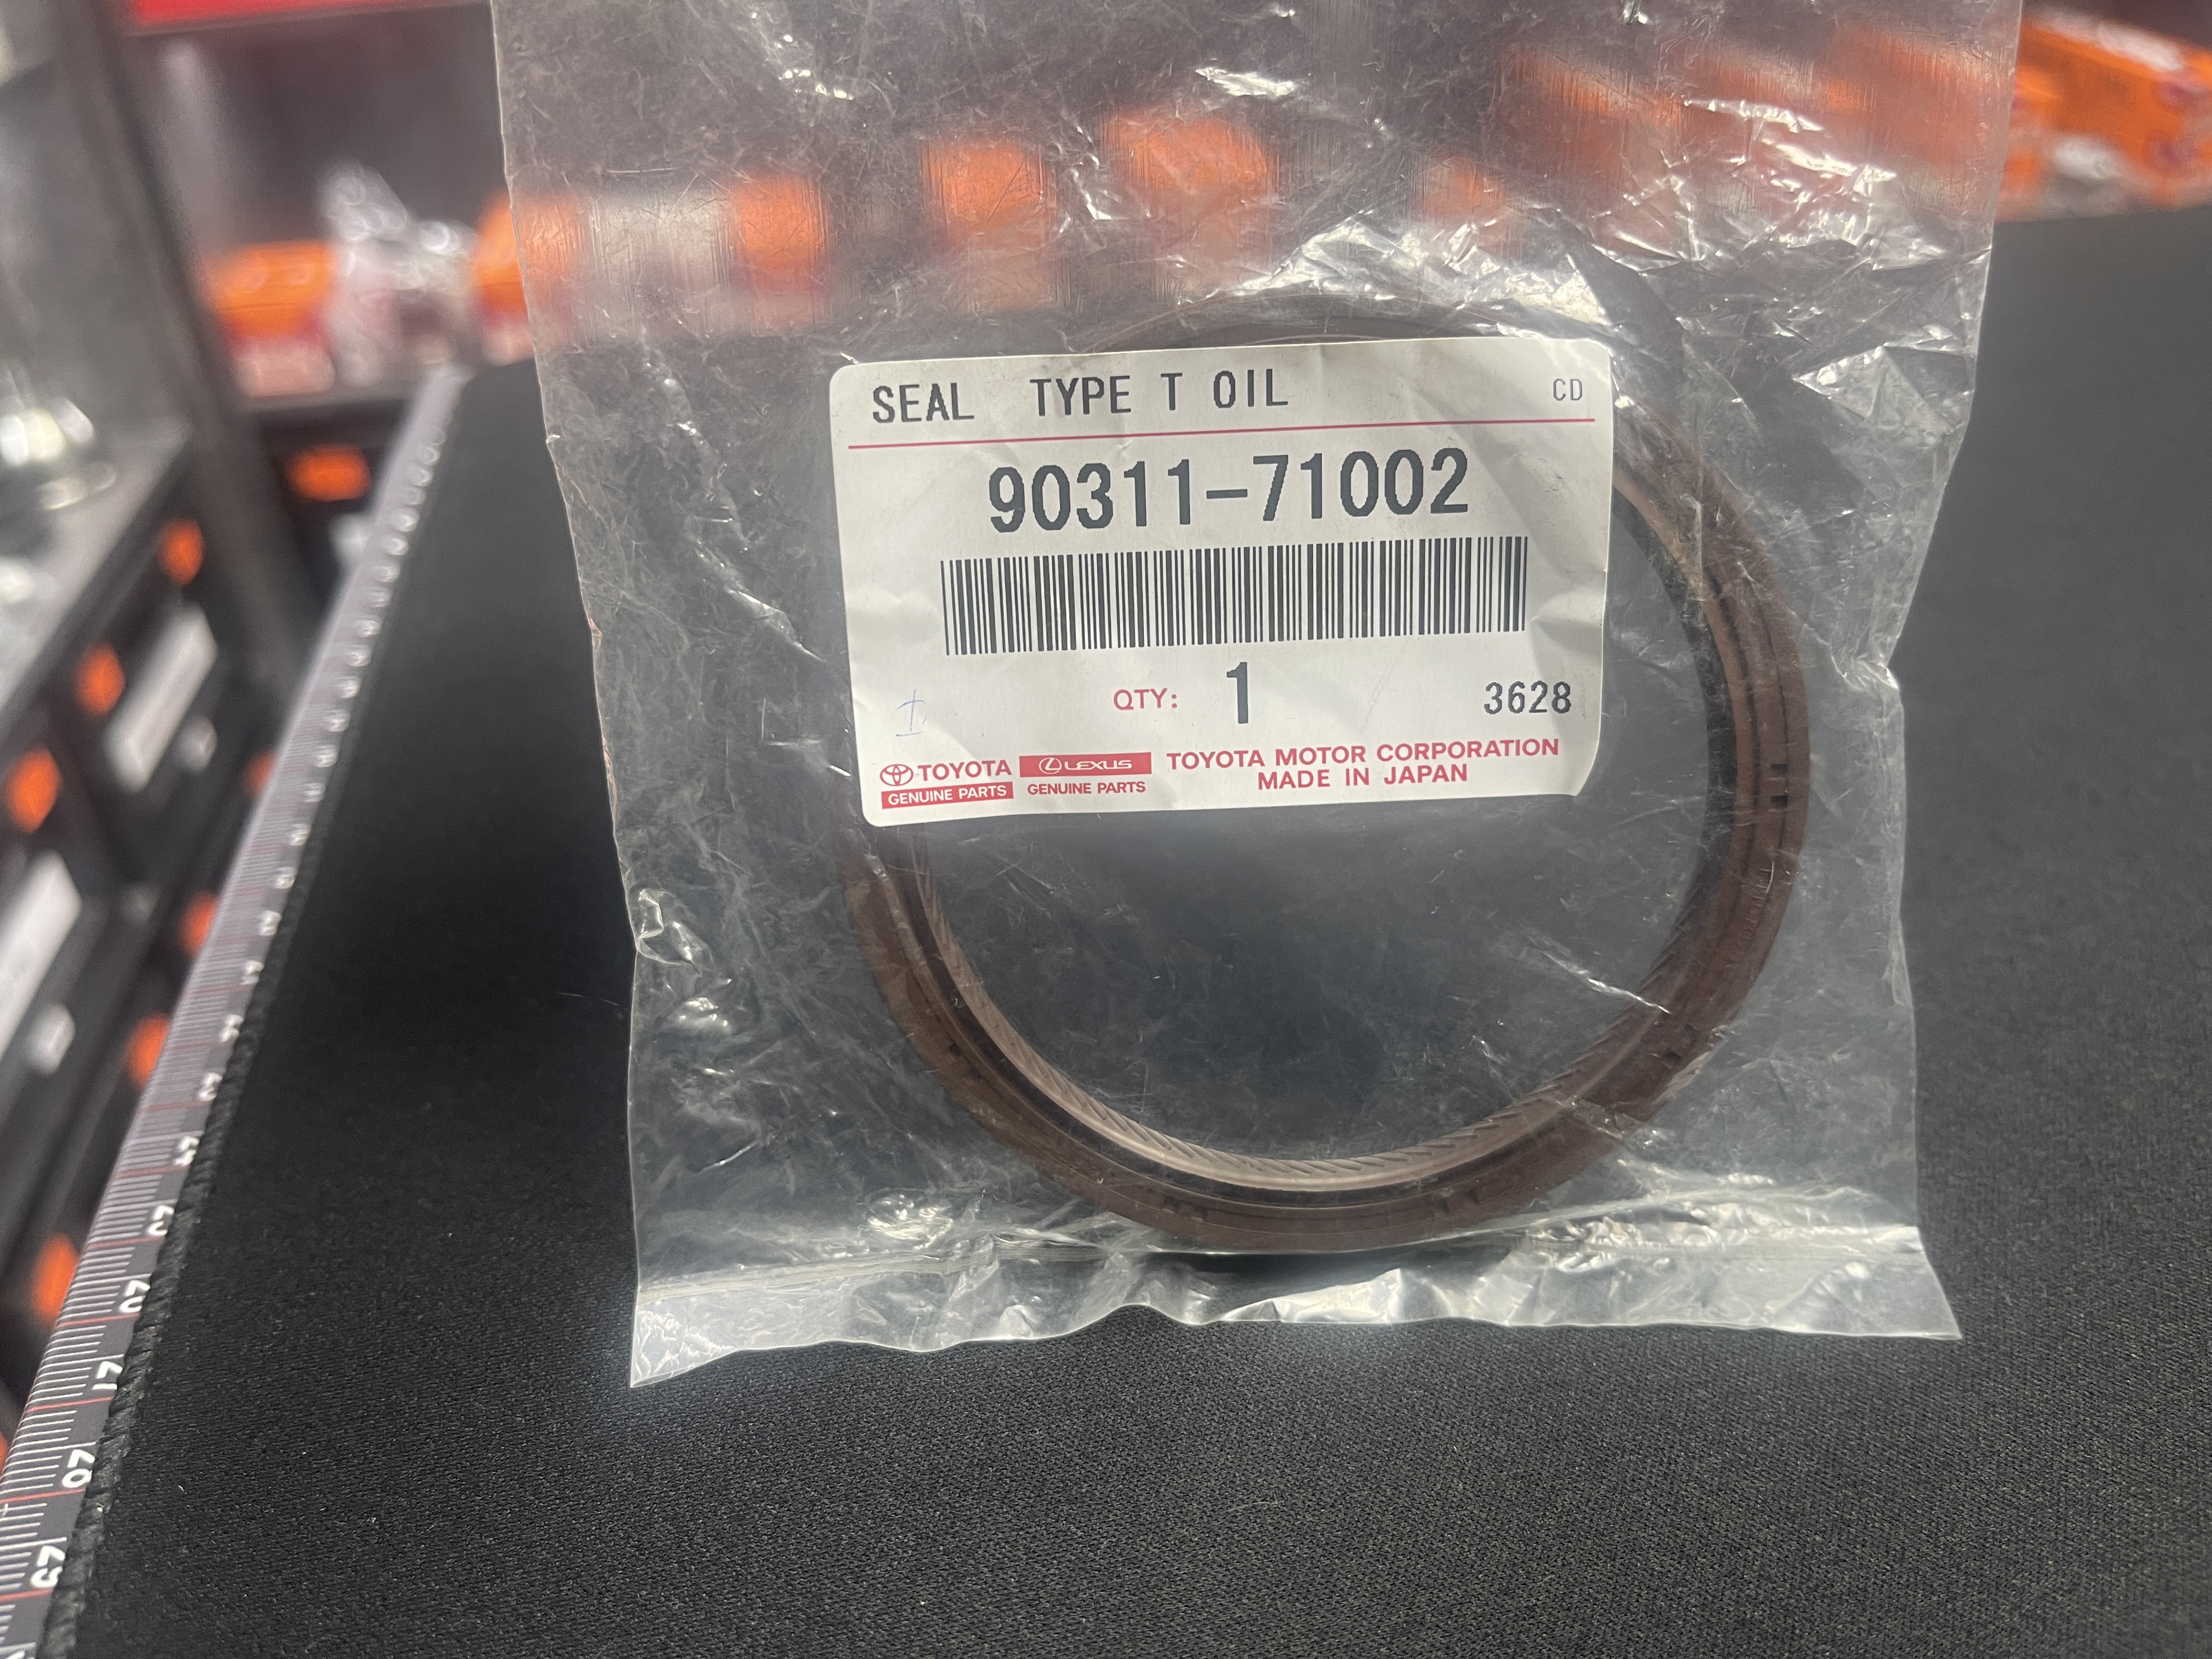 SEAL TYPE T OIL CD
90311-71002
QTY: 1 3628
TOYOTA LEXUS TOYOTA MOTOR CORPORATION
GENUINE PARTS GENUINE PARTS MADE IN JAPAN